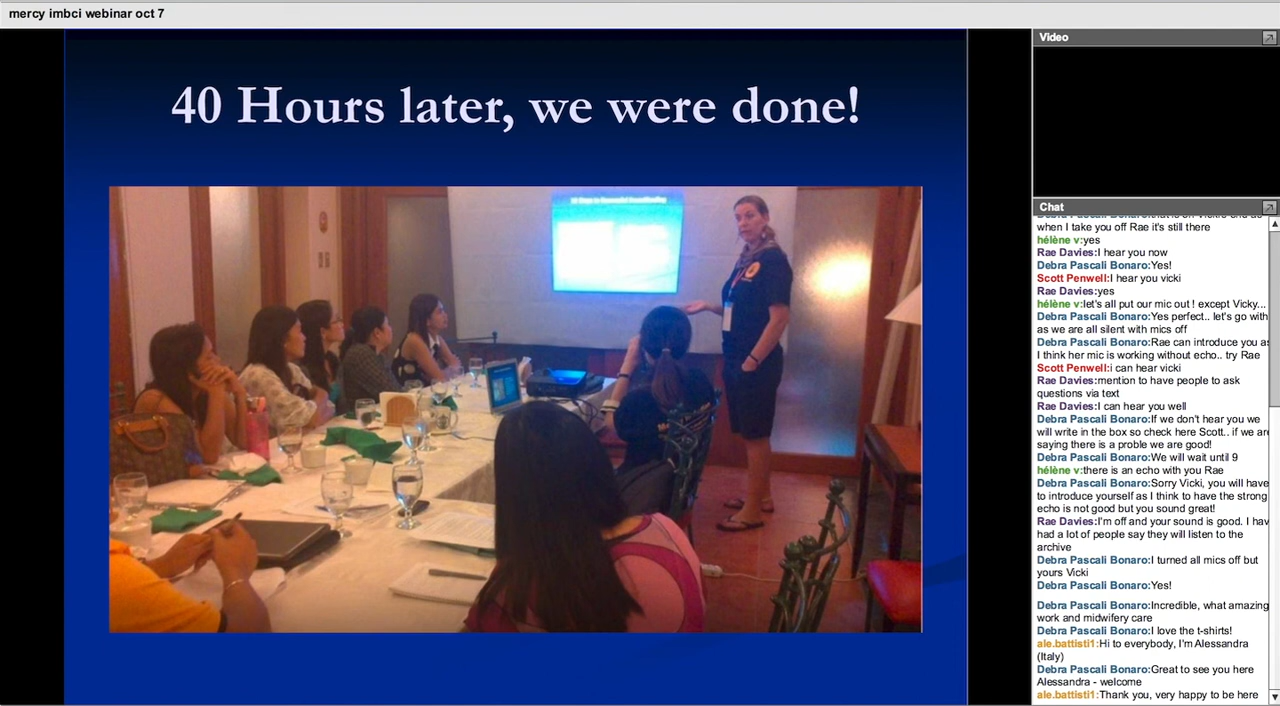 mercy imbci webinar oct 7
40 Hours later, we were done!
Video
Chat
when I take you off Rae it's still there
hélène v:yes
Rae Davies:I hear you now
Debra Pascali Bonaro:Yes!
Scott Penwell:I hear you vicki
Rae Davies:yes
hélène v:let's all put our mic out ! except Vicky...
Debra Pascali Bonaro:Yes perfect.. let's go with
as we are all silent with mics off
Debra Pascali Bonaro:Rae can introduce you as
I think her mic is working without echo.. try Rae
Scott Penwell:i can hear vicki
Rae Davies:mention to have people to ask
questions via text
Rae Davies:I can hear you well
Debra Pascali Bonaro:If we don't hear you we
will write in the box so check here Scott.. if we are
saying there is a proble we are good!
Debra Pascali Bonaro:We will wait until 9
hélène v:there is an echo with you Rae
Debra Pascali Bonaro:Sorry Vicki, you will have
to introduce yourself as I think to have the strong
echo is not good but you sound great!
Rae Davies:I'm off and your sound is good. I hav
had a lot of people say they will listen to the
archive
Debra Pascali Bonaro:I turned all mics off but
yours Vicki
Debra Pascali Bonaro:Yes!
Debra Pascali Bonaro:Incredible, what amazing
work and midwifery care
Debra Pascali Bonaro:I love the t-shirts!
ale.battisti1:Hi to everybody, I'm Alessandra
(Italy)
Debra Pascali Bonaro:Great to see you here
Alessandra - welcome
ale.battisti1:Thank you, very happy to be here